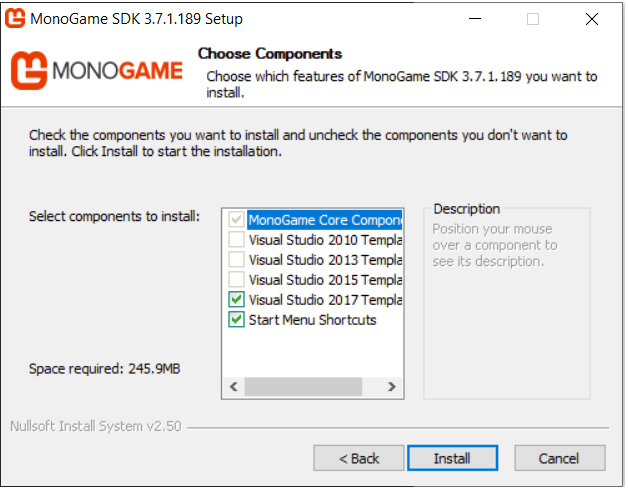 MonoGame SDK 3.7.1.189 Setup
MONOGAME
Choose Components
Choose which features of MonoGame SDK 3.7.1.189 you want to
install.
Check the components you want to install and uncheck the components you don't want to
install. Click Install to start the installation.
Select components to install:
MonoGame Core Compon
Visual Studio 2010 Templa
Visual Studio 2013 Templa
Visual Studio 2015 Templa
Visual Studio 2017 Templa
Start Menu Shortcuts
Description
Position your mouse
over a component to
see its description.
Space required: 245.9MB
Nullsoft Install System v2.50
< Back
Install
Cancel